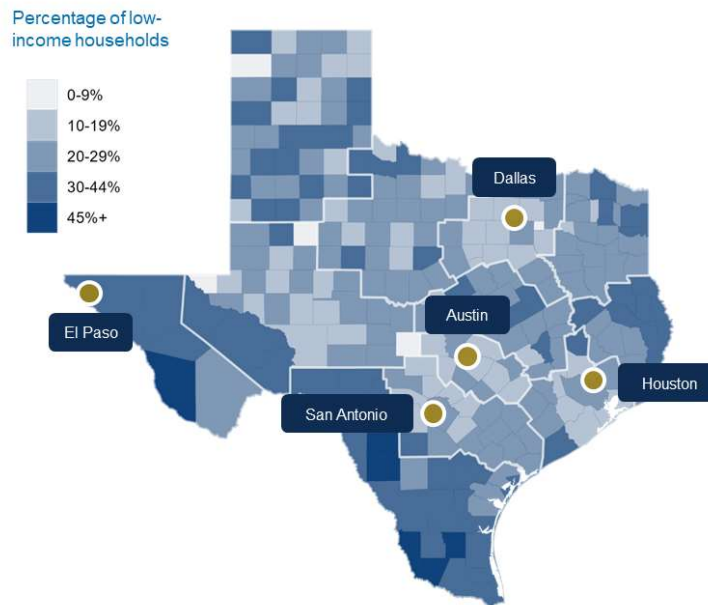 Percentage of low-
income households
0-9%
10-19%
20-29%
30-44%
45%+
Dallas
El Paso
Austin
Houston
San Antonio